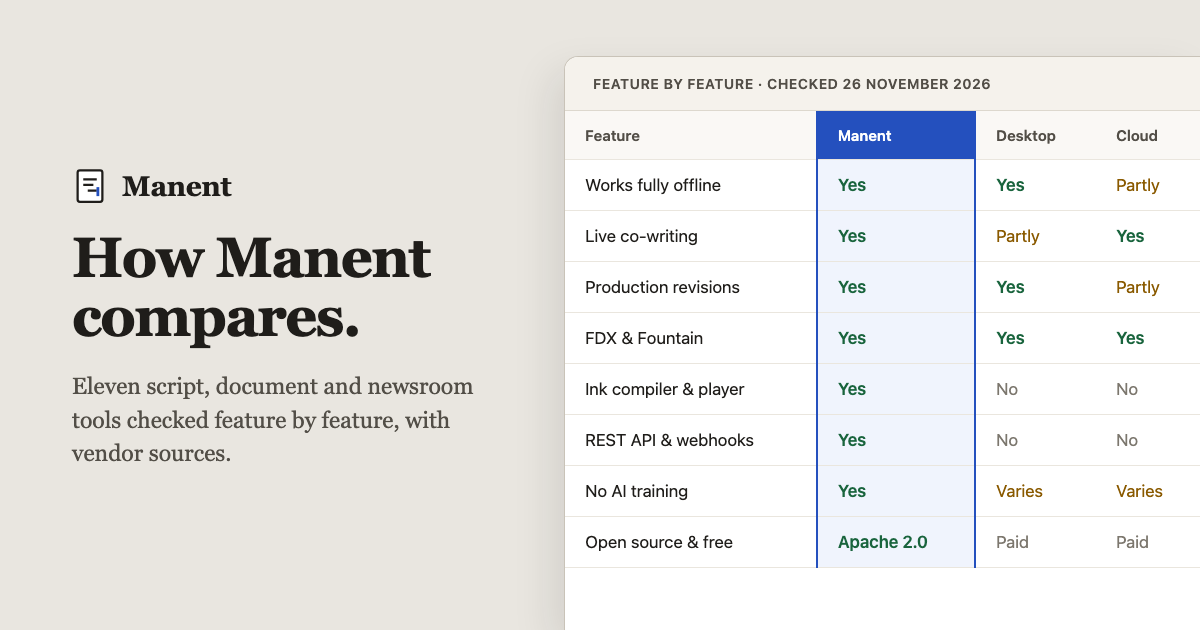 Manent
How Manent
compares.
Eleven script, document and newsroom
tools checked feature by feature, with
vendor sources.
FEATURE BY FEATURE · CHECKED 26 NOVEMBER 2026
Feature Manent Desktop Cloud
Works fully offline Yes Yes Partly
Live co-writing Yes Partly Yes
Production revisions Yes Yes Partly
FDX & Fountain Yes Yes Yes
Ink compiler & player Yes No No
REST API & webhooks Yes No No
No AI training Yes Varies Varies
Open source & free Apache 2.0 Paid Paid